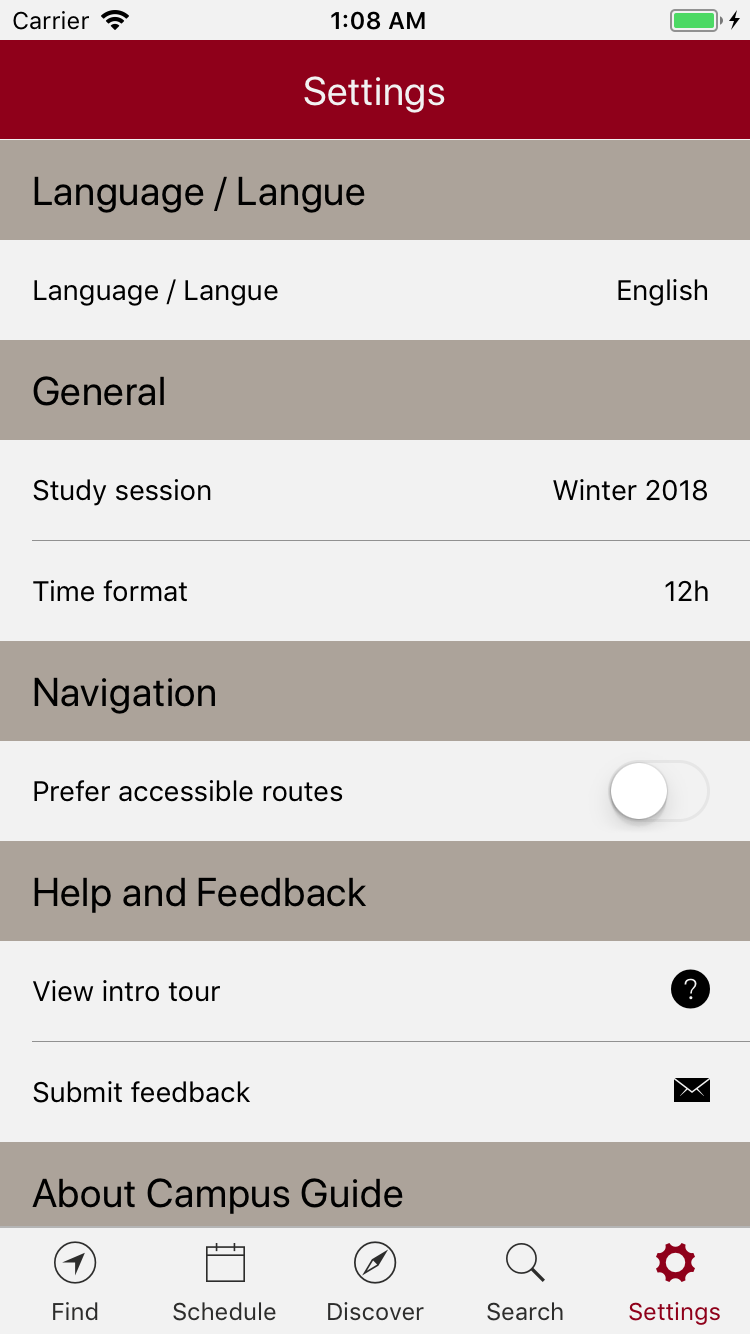 Carrier 1:08 AM
Settings
Language / Langue
Language / Langue English
General
Study session Winter 2018
Time format 12h
Navigation
Prefer accessible routes
Help and Feedback
View intro tour ?
Submit feedback
About Campus Guide
Find Schedule Discover Search Settings